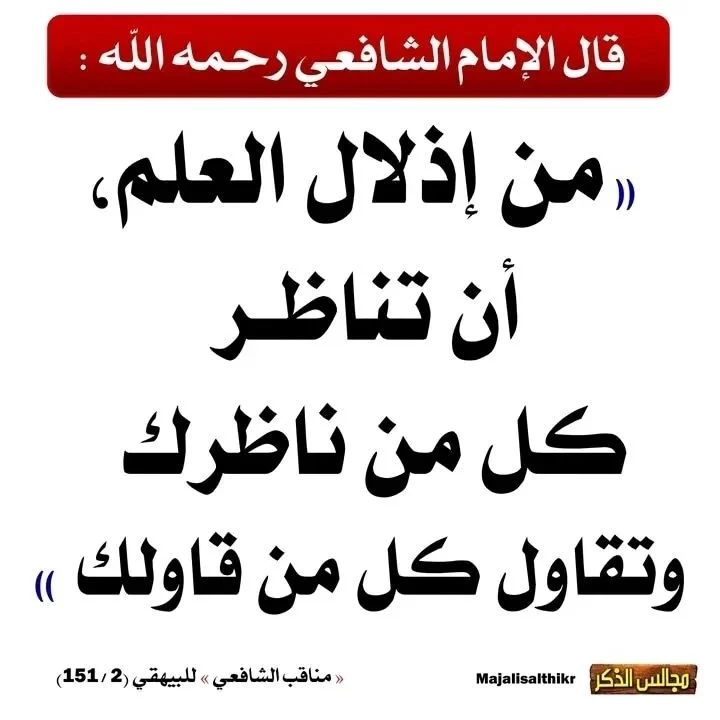 قال الإمام الشافعي رحمه الله :
(( من إذلال العلم،
أن تناظر
كل من ناظرك
وتقاول كل من قاولك ))
« مناقب الشافعي » للبيهقي (2 / 151)
Majalisalthikr
مجالس الذكر